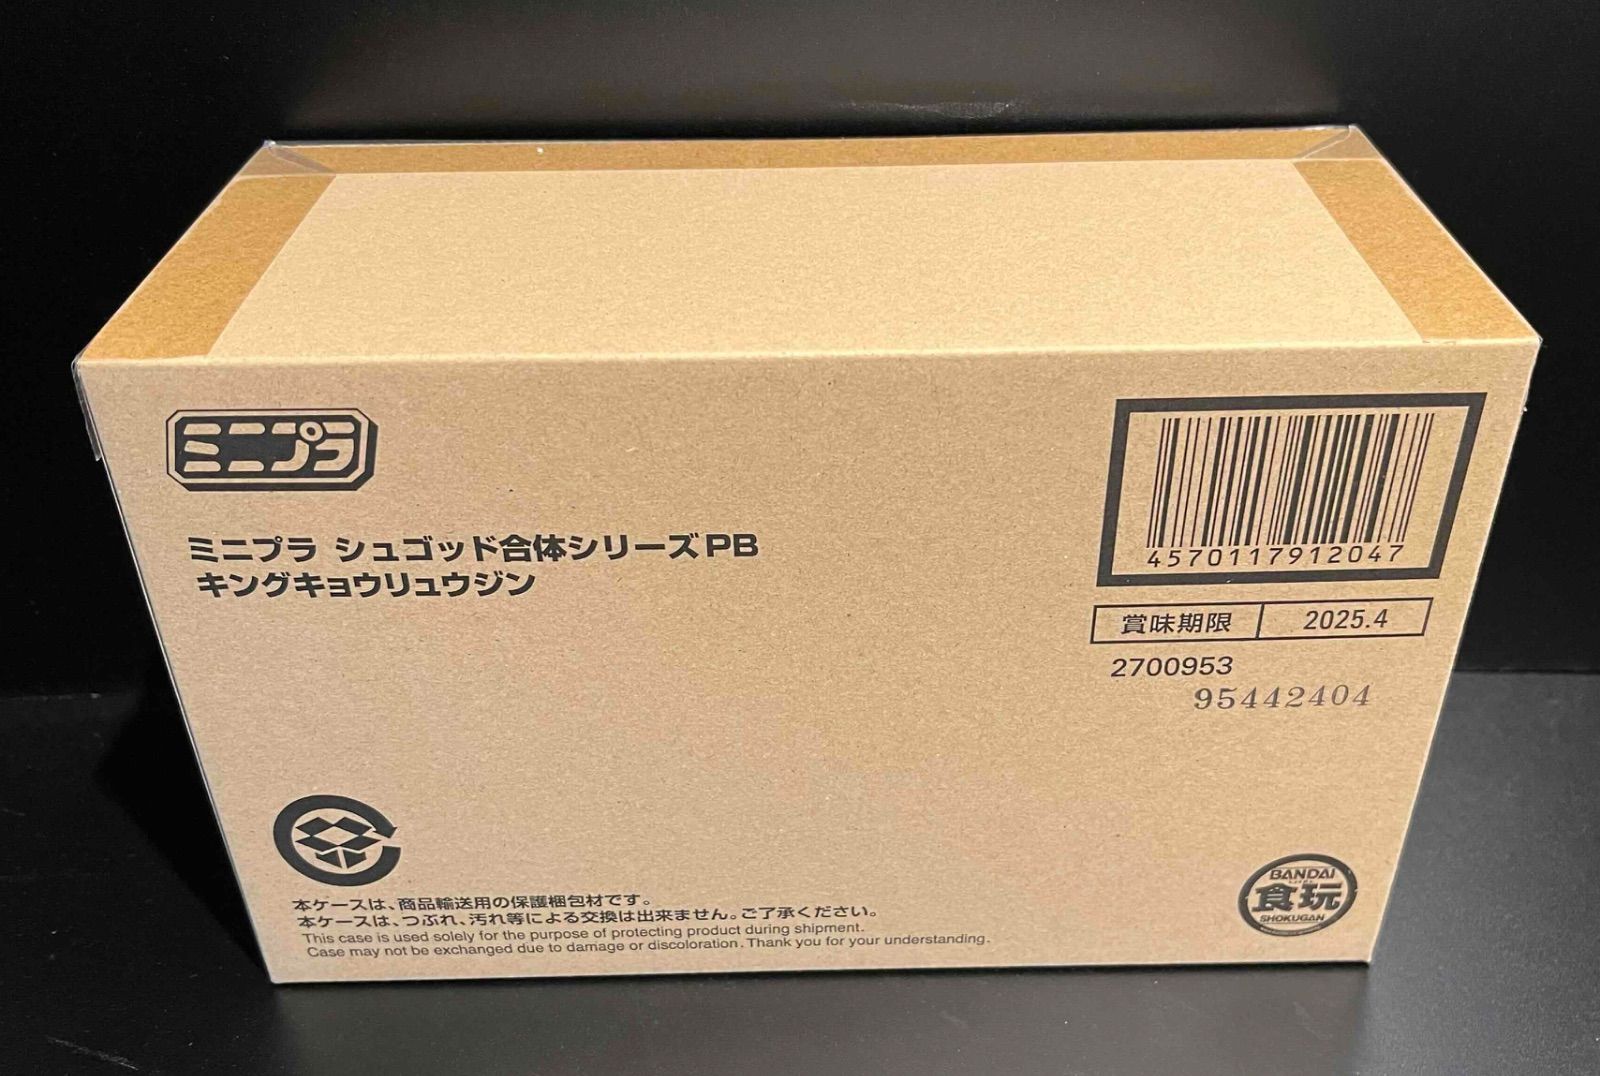 ミニプラ
ミニプラ シュゴッド合体シリーズPB
キングキョウリュウジン
4570117912047
賞味期限 2025.4
2700953
95442404
本ケースは、商品輸送用の保護梱包材です。
本ケースは、つぶれ、汚れ等による交換は出来ません。ご了承ください。
This case is used solely for the purpose of protecting product during shipment.
Case may not be exchanged due to damage or discoloration. Thank you for your understanding.
BANDAI
食玩
SHOKUGAN